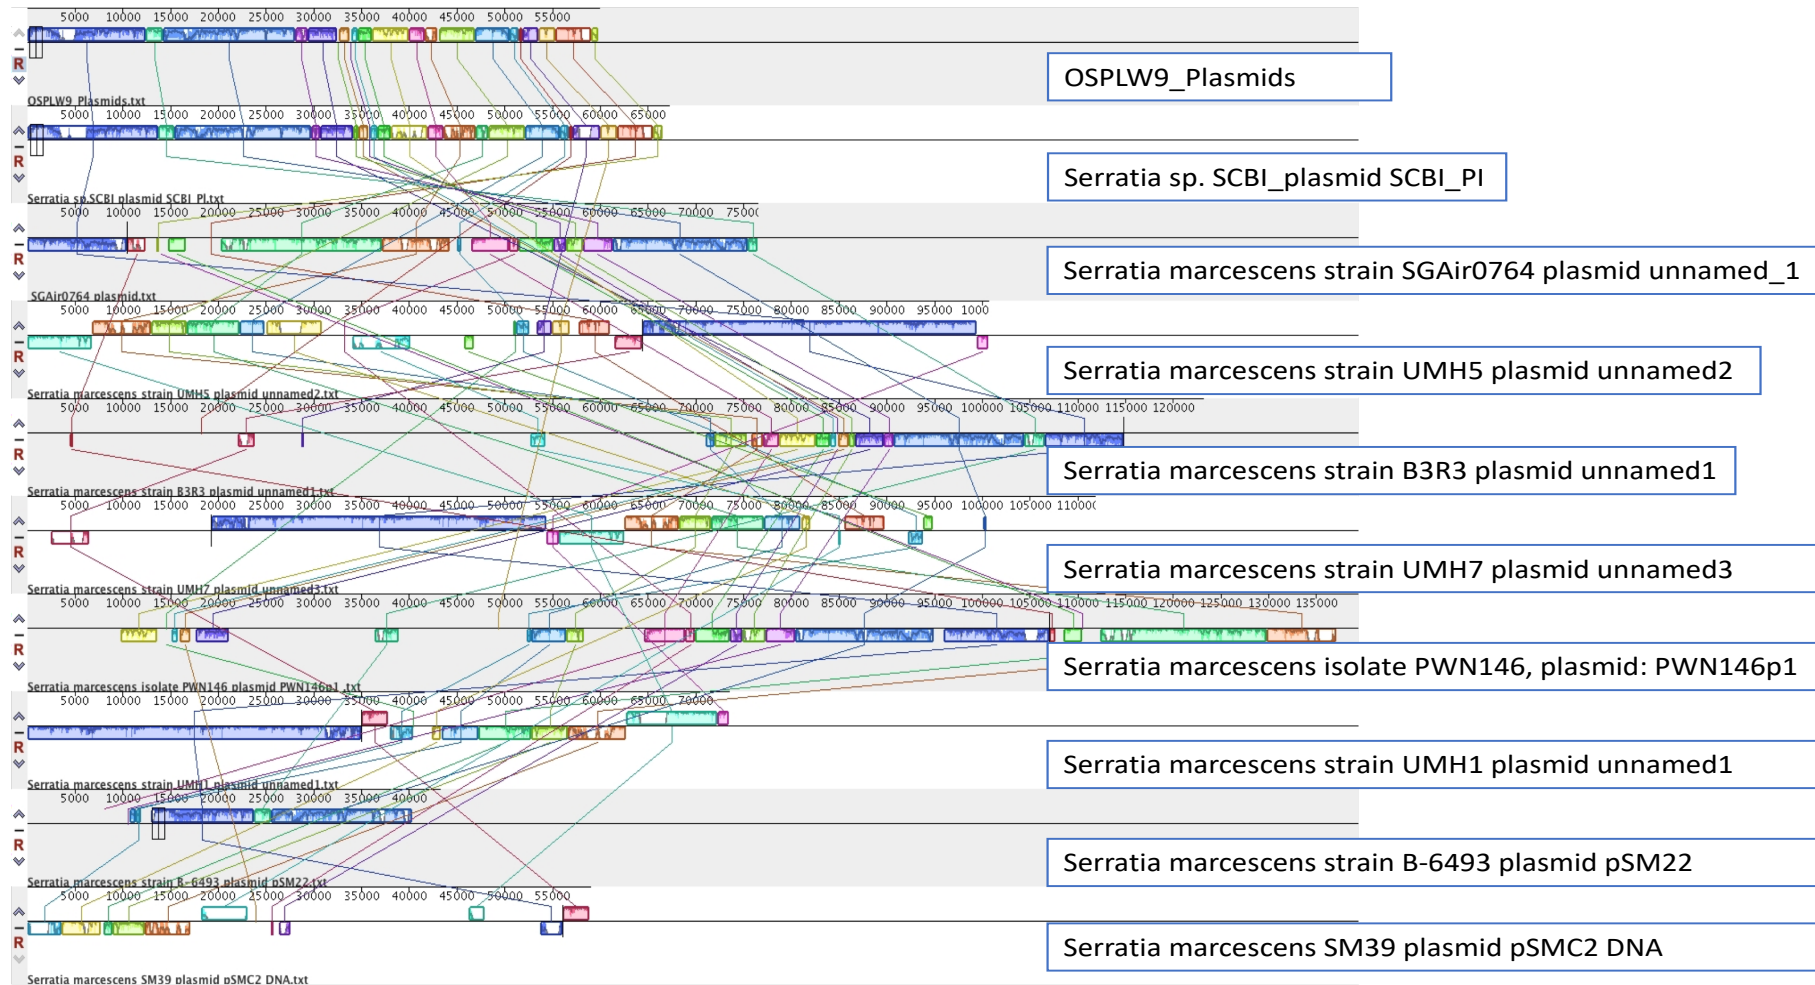 5000 10000 15000 20000 25000 30000 35000 40000 45000 50000 55000
R
OSPLW9_Plasmids
OSPLW9_Plasmids.txt
5000 10000 15000 20000 25000 30000 35000 40000 45000 50000 55000 60000 65000
R
Serratia sp. SCBI_plasmid SCBI_PI
Serratia sp.SCBI plasmid SCBI_PI.txt
5000 10000 15000 20000 25000 30000 35000 40000 45000 50000 55000 60000 65000 70000 7500
R
Serratia marcescens strain SGAir0764 plasmid unnamed_1
SGAir0764 plasmid.txt
5000 10000 15000 20000 25000 30000 35000 40000 45000 50000 55000 60000 65000 70000 75000 80000 85000 90000 95000 1000
R
Serratia marcescens strain UMH5 plasmid unnamed2
Serratia marcescens strain UMH5 plasmid unnamed2.txt
5000 10000 15000 20000 25000 30000 35000 40000 45000 50000 55000 60000 65000 70000 75000 80000 85000 90000 95000 100000 105000 110000 115000 120000
R
Serratia marcescens strain B3R3 plasmid unnamed1
Serratia marcescens strain B3R3 plasmid unnamed1.txt
5000 10000 15000 20000 25000 30000 35000 40000 45000 50000 55000 60000 65000 70000 75000 80000 85000 90000 95000 100000 105000 11000
R
Serratia marcescens strain UMH7 plasmid unnamed3
Serratia marcescens strain UMH7 plasmid unnamed3.txt
5000 10000 15000 20000 25000 30000 35000 40000 45000 50000 55000 60000 65000 70000 75000 80000 85000 90000 95000 100000 105000 110000 115000 120000 125000 130000 135000
R
Serratia marcescens isolate PWN146, plasmid: PWN146p1
Serratia marcescens isolate PWN146 plasmid PWN146p1 .txt
5000 10000 15000 20000 25000 30000 35000 40000 45000 50000 55000 60000 65000 70000
R
Serratia marcescens strain UMH1 plasmid unnamed1
Serratia marcescens strain UMH1 plasmid unnamed1.txt
5000 10000 15000 20000 25000 30000 35000 40000
R
Serratia marcescens strain B-6493 plasmid pSM22
Serratia marcescens strain B-6493 plasmid pSM22.txt
5000 10000 15000 20000 25000 30000 35000 40000 45000 50000 55000
R
Serratia marcescens SM39 plasmid pSMC2 DNA
Serratia marcescens SM39 plasmid pSMC2 DNA.txt